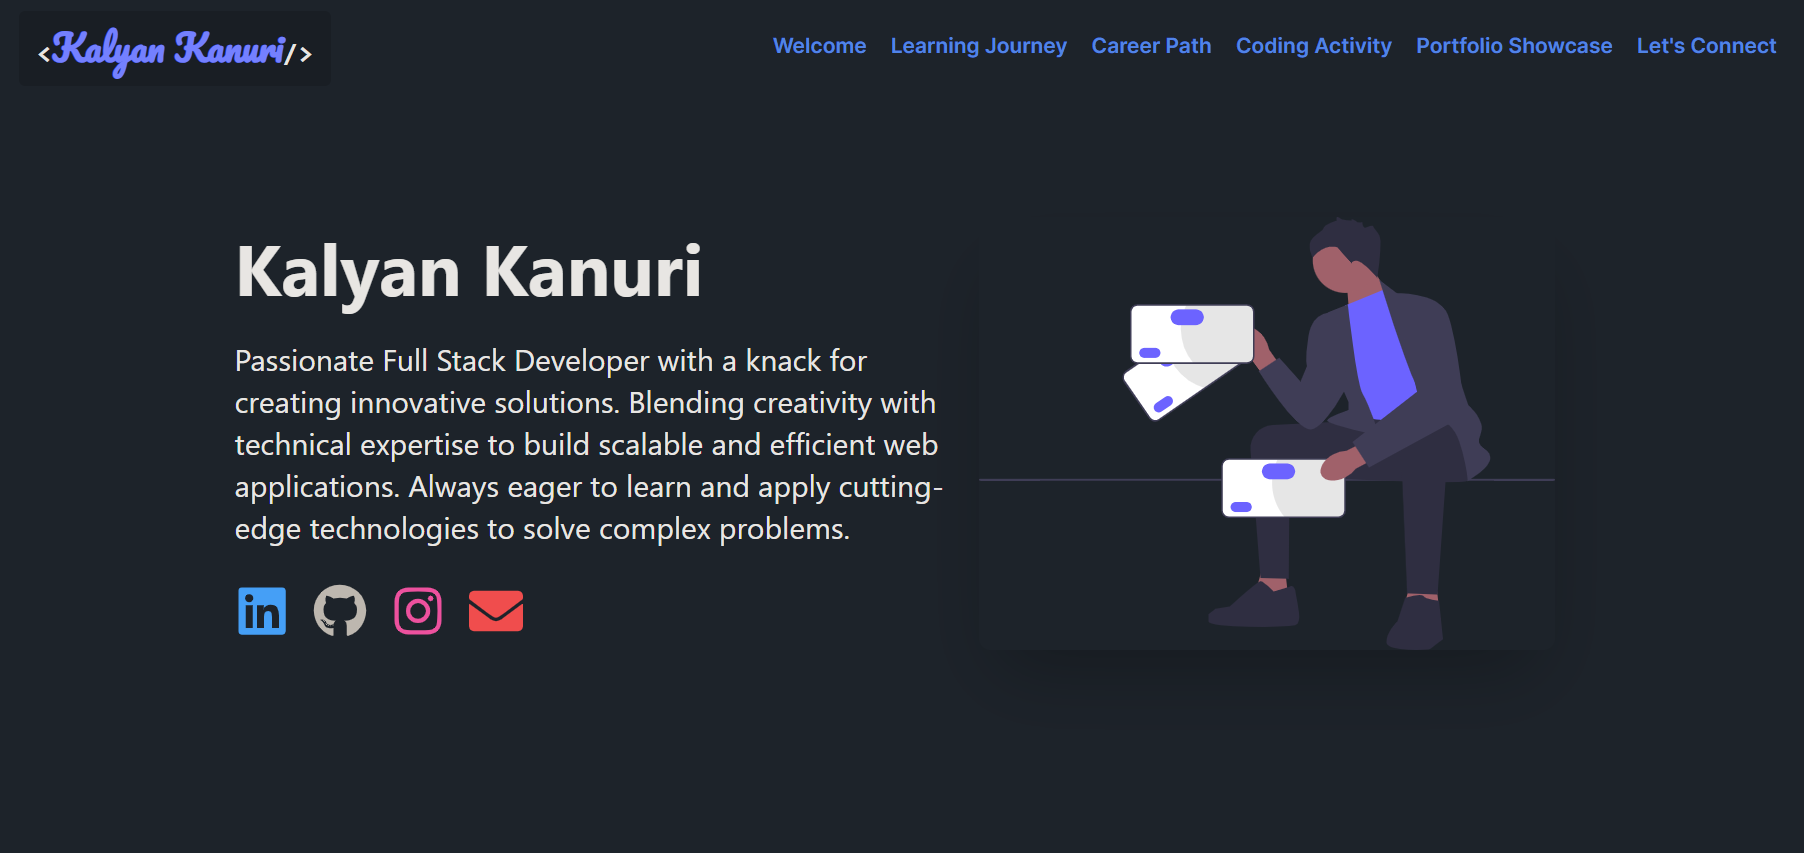 <Kalyan Kanuri/>
Welcome Learning Journey Career Path Coding Activity Portfolio Showcase Let's Connect
Kalyan Kanuri
Passionate Full Stack Developer with a knack for
creating innovative solutions. Blending creativity with
technical expertise to build scalable and efficient web
applications. Always eager to learn and apply cutting-
edge technologies to solve complex problems.
in